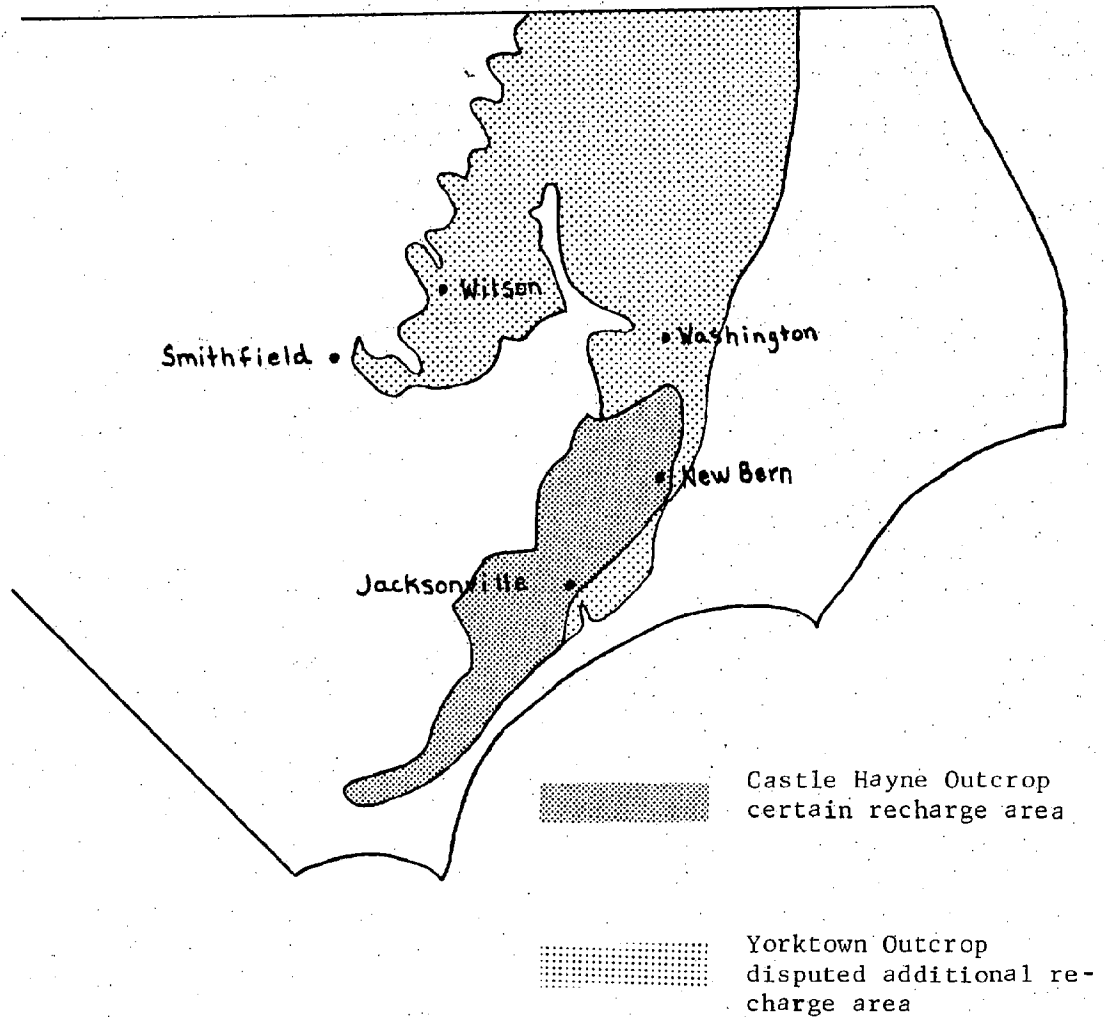 Wilson
Washington
Smithfield
New Bern
Jacksonville
Castle Hayne Outcrop
certain recharge area
Yorktown Outcrop
disputed additional re-
charge area